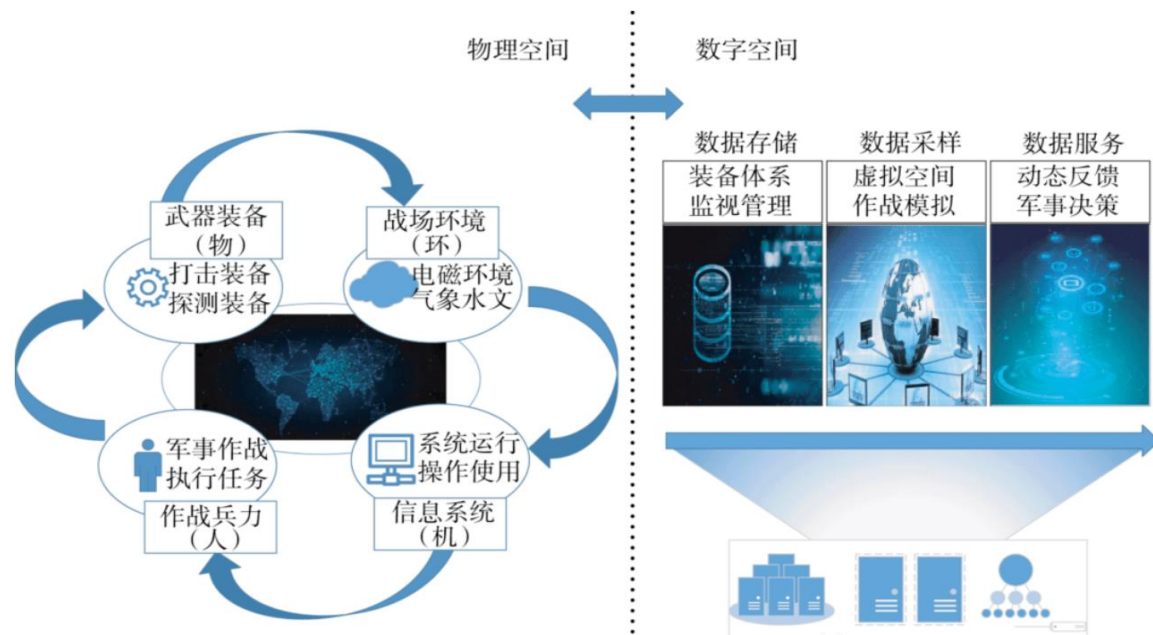 物理空间
数字空间
武器装备
（物）
打击装备
探测装备
战场环境
（环）
电磁环境
气象水文
军事作战
执行任务
作战兵力
（人）
系统运行
操作使用
信息系统
（机）
数据存储
装备体系
监视管理
数据采样
虚拟空间
作战模拟
数据服务
动态反馈
军事决策